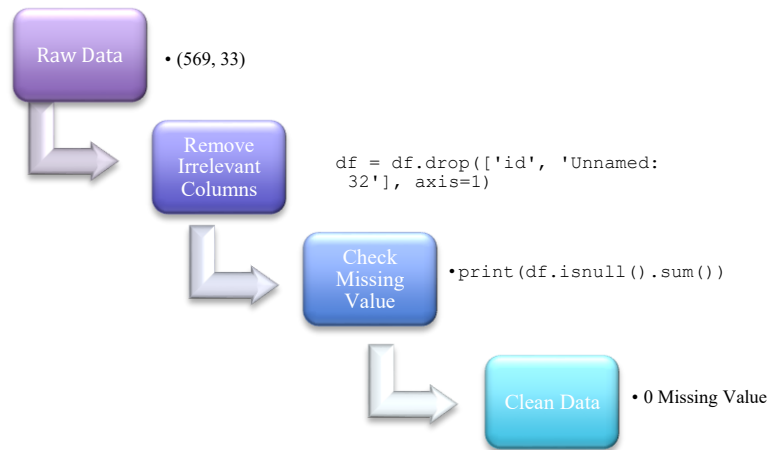 Raw Data
• (569, 33)
Remove
Irrelevant
Columns
df = df.drop(['id', 'Unnamed:
32'], axis=1)
Check
Missing
Value
•print(df.isnull().sum())
Clean Data
• 0 Missing Value